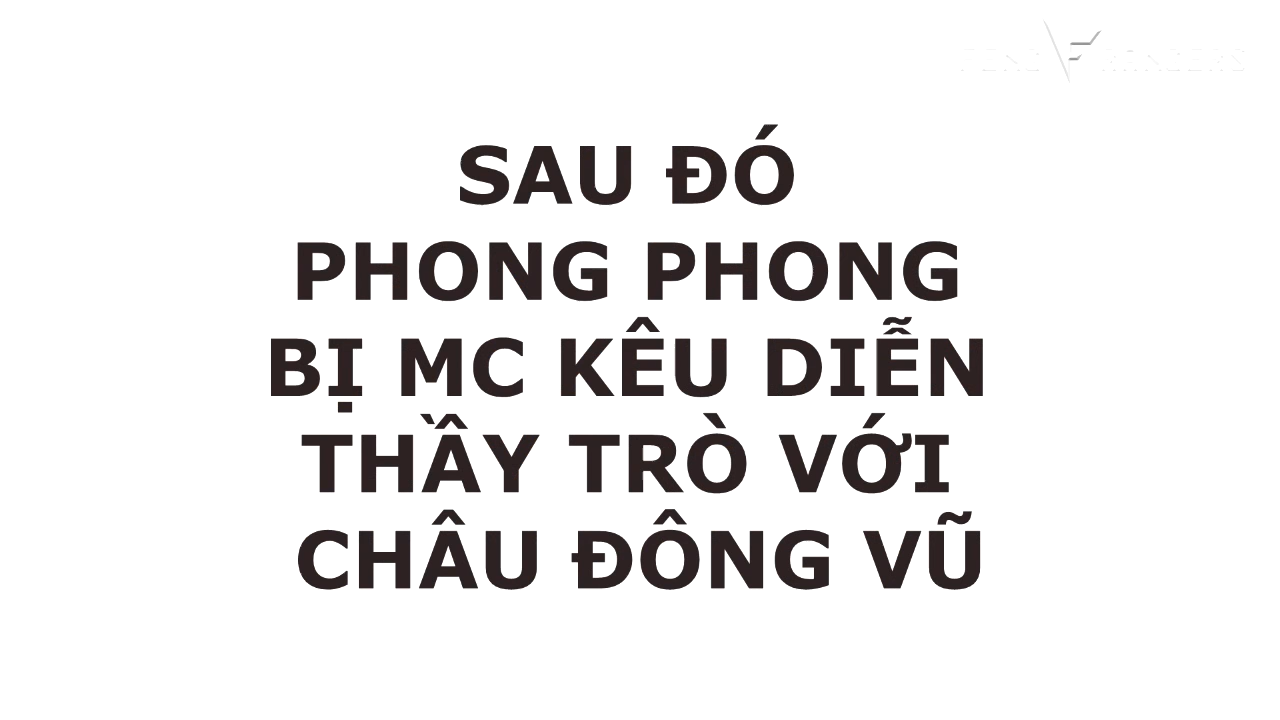 SAU ĐÓ
PHONG PHONG
BỊ MC KÊU DIỄN
THẦY TRÒ VỚI
CHÂU ĐÔNG VŨ